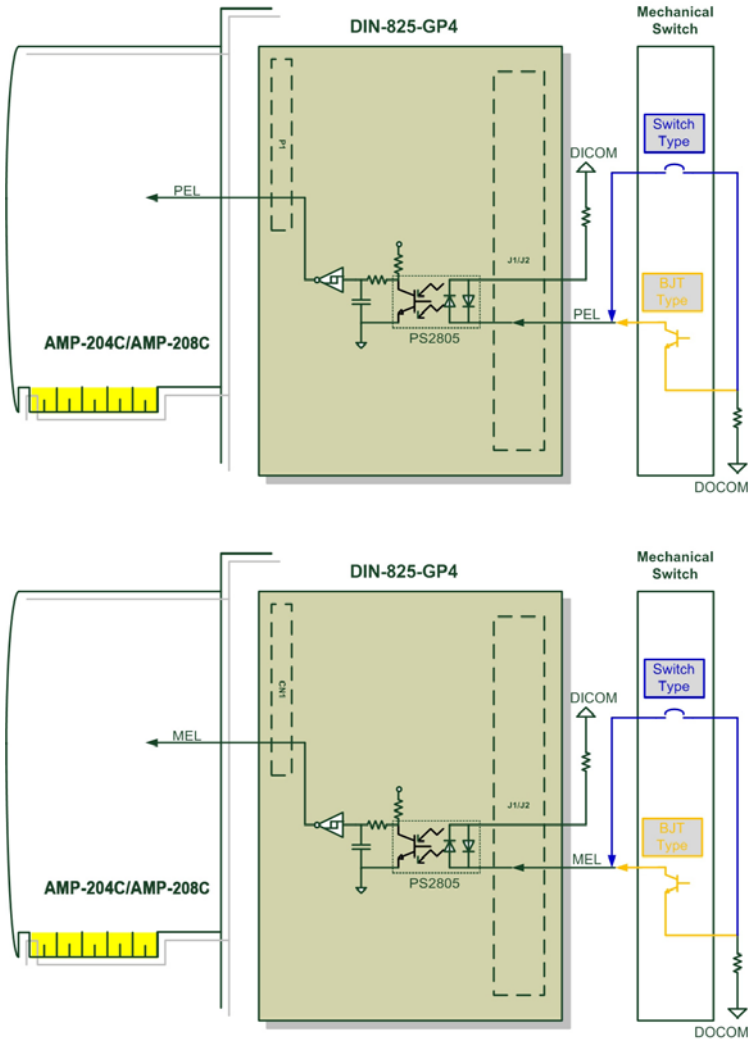 DIN-825-GP4
Mechanical
Switch
Switch
Type
P1
DICOM
PEL
J1/J2
BJT
Type
PEL
PS2805
AMP-204C/AMP-208C
DOCOM
DIN-825-GP4
Mechanical
Switch
Switch
Type
CN1
DICOM
MEL
J1/J2
BJT
Type
MEL
PS2805
AMP-204C/AMP-208C
DOCOM